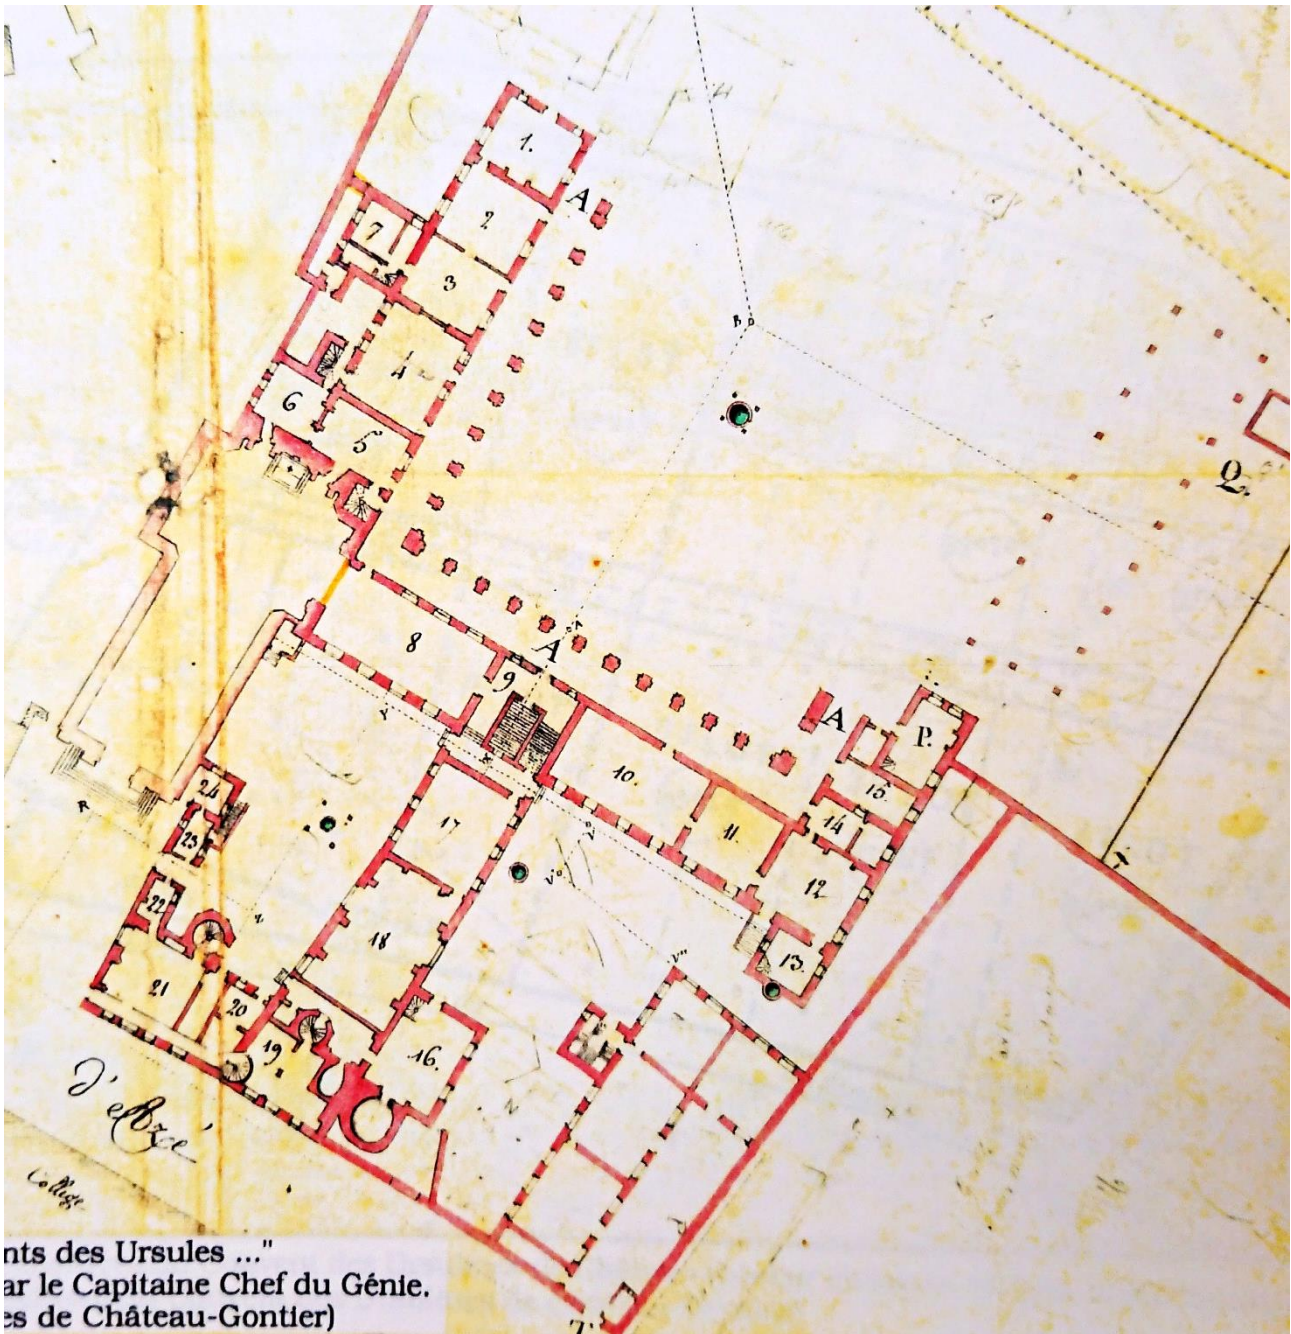 1.
A
2
7
3
4
6
5
Q.
8
A
9
A
P.
10.
15.
11.
14
24
17
12
23
22
18
13.
21
20
19
16.
D'
Collège
T
nts des Ursules ..."
ar le Capitaine Chef du Génie.
es de Château-Gontier)